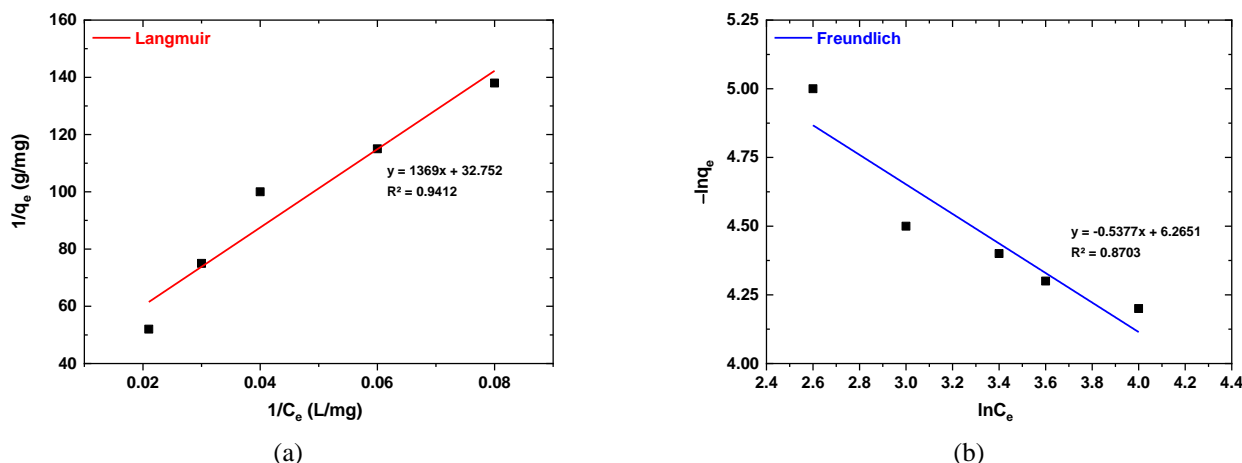 160
140
120
100
80
60
40
0.02
0.04
0.06
0.08
1/qₑ (g/mg)
1/Cₑ (L/mg)
Langmuir
y = 1369x + 32.752
R² = 0.9412
(a)
5.25
5.00
4.75
4.50
4.25
4.00
2.4
2.6
2.8
3.0
3.2
3.4
3.6
3.8
4.0
4.2
4.4
–lnqₑ
lnCₑ
Freundlich
y = -0.5377x + 6.2651
R² = 0.8703
(b)